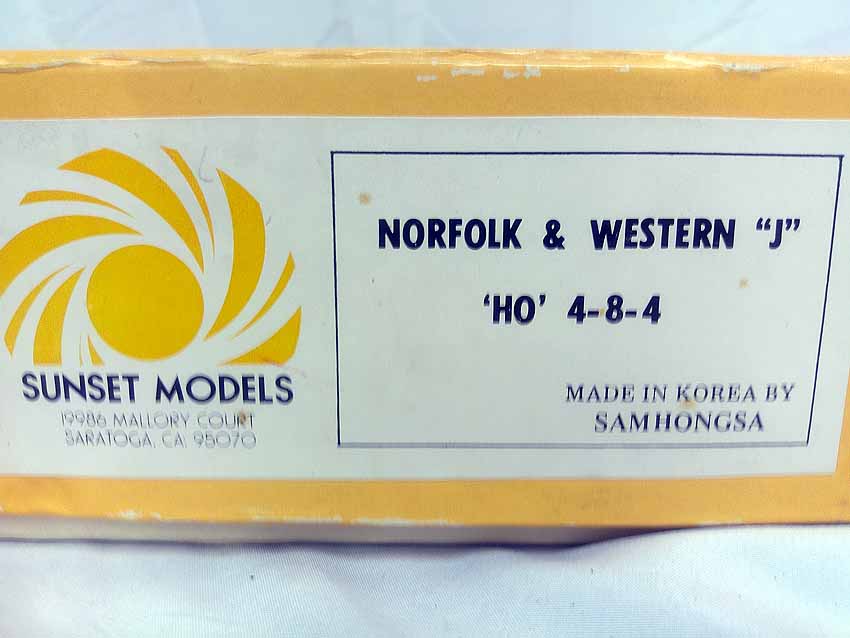 SUNSET MODELS
19986 MALLORY COURT
SARATOGA, CA 95070
NORFOLK & WESTERN “J”
‘HO’ 4-8-4
MADE IN KOREA BY
SAMHONGSA